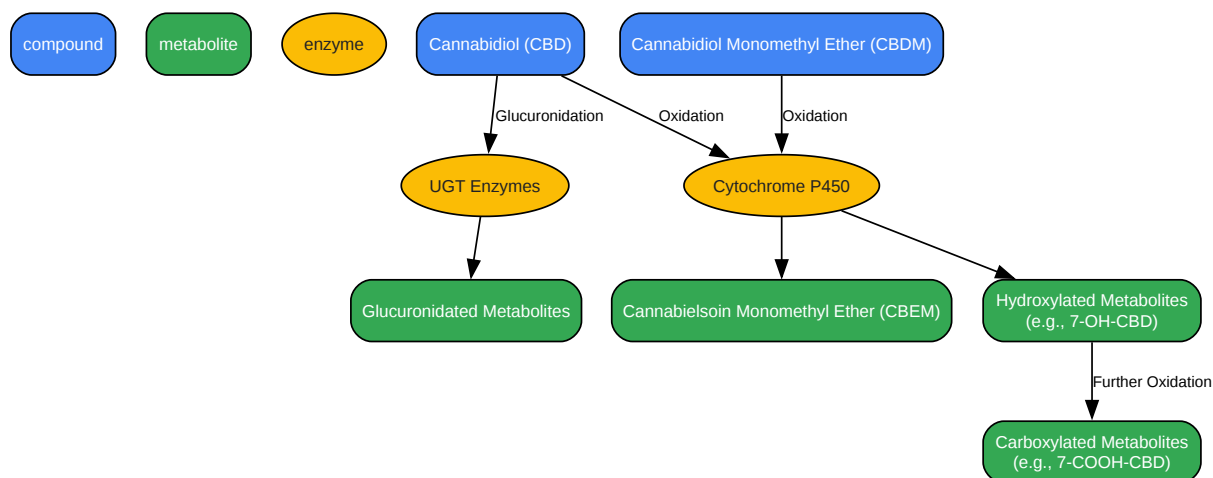 compound
metabolite
enzyme
Cannabidiol (CBD)
Cannabidiol Monomethyl Ether (CBDM)
Glucuronidation
Oxidation
Oxidation
UGT Enzymes
Cytochrome P450
Glucuronidated Metabolites
Cannabielsoin Monomethyl Ether (CBEM)
Hydroxylated Metabolites
(e.g., 7-OH-CBD)
Further Oxidation
Carboxylated Metabolites
(e.g., 7-COOH-CBD)